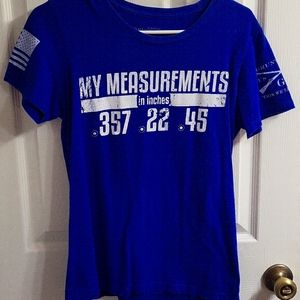 MY MEASUREMENTS
in inches
.357 .22 .45